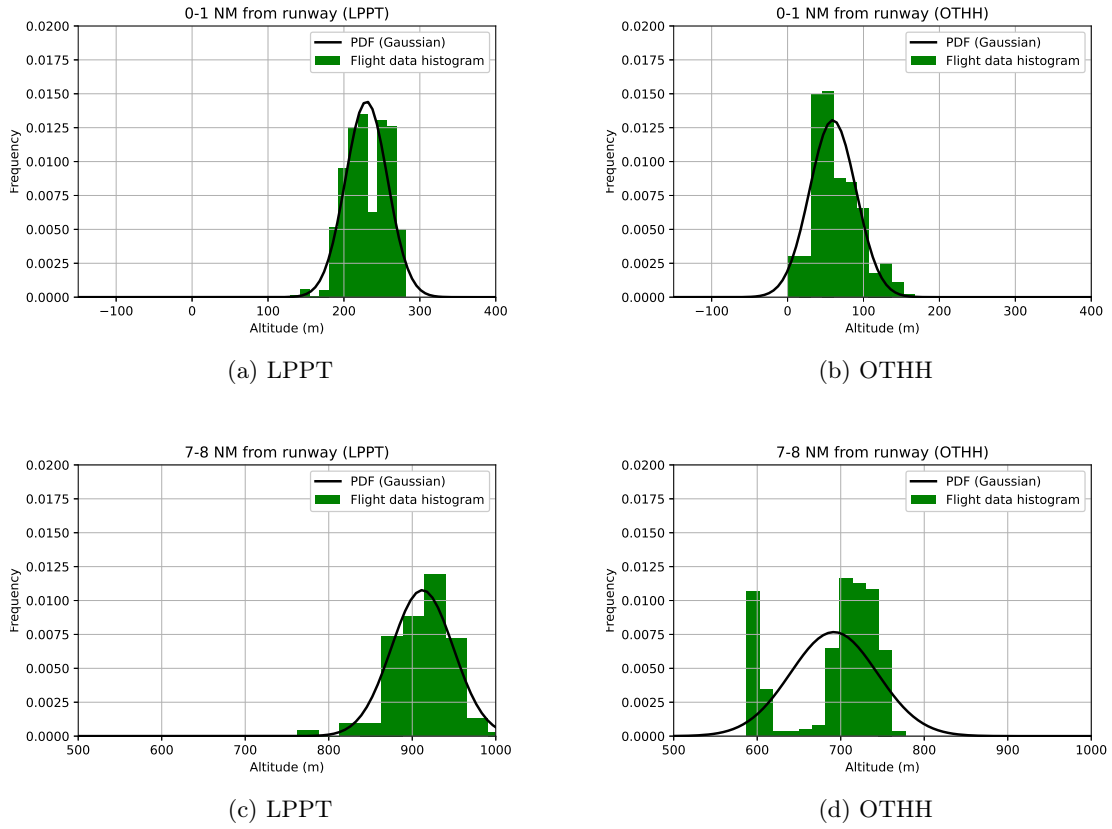 0-1 NM from runway (LPPT)
0.0200
0.0175
0.0150
0.0125
0.0100
0.0075
0.0050
0.0025
0.0000
Frequency
PDF (Gaussian)
Flight data histogram
−100 0 100 200 300 400
Altitude (m)
(a) LPPT
0-1 NM from runway (OTHH)
0.0200
0.0175
0.0150
0.0125
0.0100
0.0075
0.0050
0.0025
0.0000
Frequency
PDF (Gaussian)
Flight data histogram
−100 0 100 200 300 400
Altitude (m)
(b) OTHH
7-8 NM from runway (LPPT)
0.0200
0.0175
0.0150
0.0125
0.0100
0.0075
0.0050
0.0025
0.0000
Frequency
PDF (Gaussian)
Flight data histogram
500 600 700 800 900 1000
Altitude (m)
(c) LPPT
7-8 NM from runway (OTHH)
0.0200
0.0175
0.0150
0.0125
0.0100
0.0075
0.0050
0.0025
0.0000
Frequency
PDF (Gaussian)
Flight data histogram
500 600 700 800 900 1000
Altitude (m)
(d) OTHH